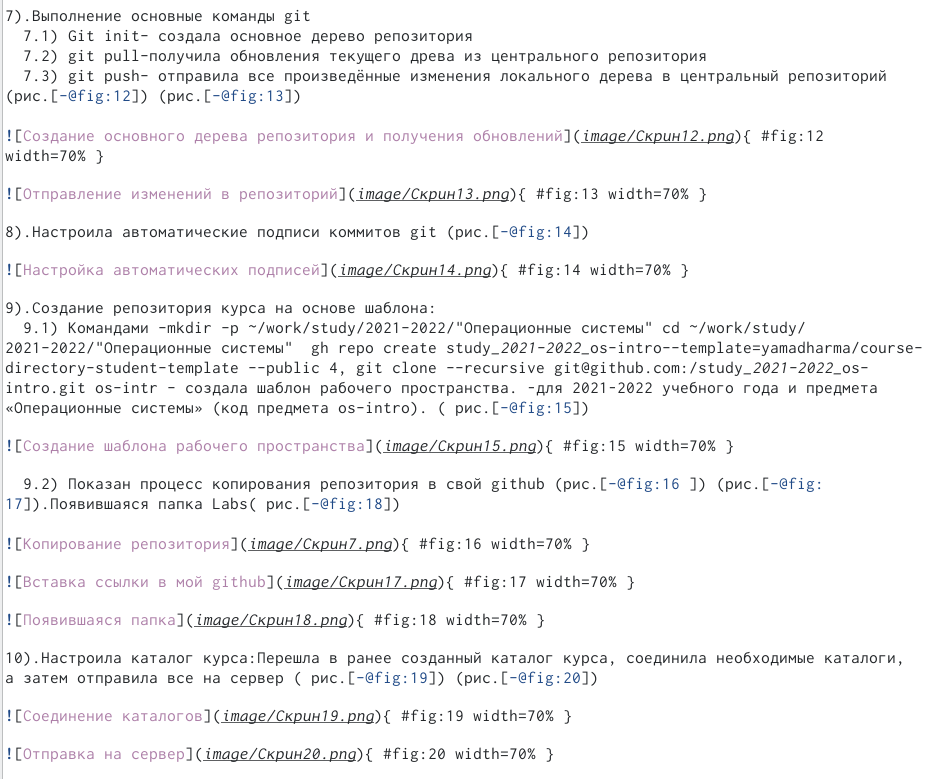 7).Выполнение основные команды git
7.1) Git init- создала основное дерево репозитория
7.2) git pull-получила обновления текущего древа из центрального репозитория
7.3) git push- отправила все произведённые изменения локального дерева в центральный репозиторий
(рис.[-@fig:12]) (рис.[-@fig:13])
![Создание основного дерева репозитория и получения обновлений](image/Скрин12.png){ #fig:12
width=70% }
![Отправление изменений в репозиторий](image/Скрин13.png){ #fig:13 width=70% }
8).Настроила автоматические подписи коммитов git (рис.[-@fig:14])
![Настройка автоматических подписей](image/Скрин14.png){ #fig:14 width=70% }
9).Создание репозитория курса на основе шаблона:
9.1) Командами -mkdir -p ~/work/study/2021-2022/"Операционные системы" cd ~/work/study/
2021-2022/"Операционные системы"  gh repo create study_2021-2022_os-intro--template=yamadharma/course-
directory-student-template --public 4, git clone --recursive git@github.com:/study_2021-2022_os-
intro.git os-intr - создала шаблон рабочего пространства. -для 2021-2022 учебного года и предмета
«Операционные системы» (код предмета os-intro). ( рис.[-@fig:15])
![Создание шаблона рабочего пространства](image/Скрин15.png){ #fig:15 width=70% }
9.2) Показан процесс копирования репозитория в свой github (рис.[-@fig:16 ]) (рис.[-@fig:
17]).Появившаяся папка Labs( рис.[-@fig:18])
![Копирование репозитория](image/Скрин7.png){ #fig:16 width=70% }
![Вставка ссылки в мой github](image/Скрин17.png){ #fig:17 width=70% }
![Появившаяся папка](image/Скрин18.png){ #fig:18 width=70% }
10).Настроила каталог курса:Перешла в ранее созданный каталог курса, соединила необходимые каталоги,
а затем отправила все на сервер ( рис.[-@fig:19]) (рис.[-@fig:20])
![Соединение каталогов](image/Скрин19.png){ #fig:19 width=70% }
![Отправка на сервер](image/Скрин20.png){ #fig:20 width=70% }